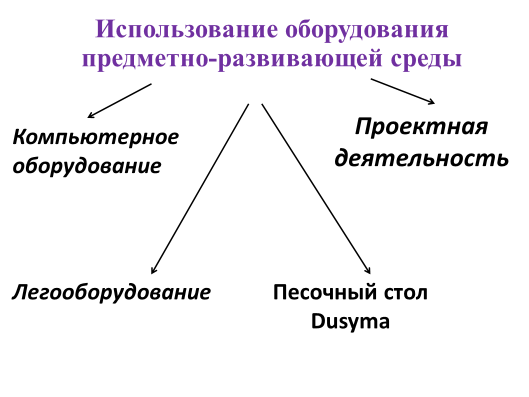 Использование оборудования
предметно-развивающей среды
Компьютерное
оборудование
Проектная
деятельность
Легооборудование
Песочный стол
Dusyma